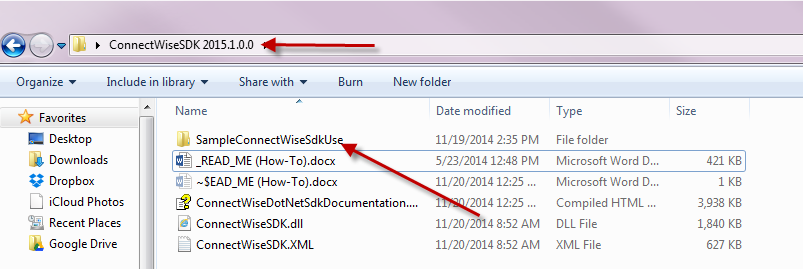 ConnectWiseSDK 2015.1.0.0
Organize Include in library Share with Burn New folder
Favorites Name Date modified Type Size
Desktop SampleConnectWiseSdkUse 11/19/2014 2:35 PM File folder
Downloads _READ_ME (How-To).docx 5/23/2014 12:48 PM Microsoft Word D... 421 KB
Dropbox ~$EAD_ME (How-To).docx 11/20/2014 12:25 ... Microsoft Word D... 1 KB
iCloud Photos ConnectWiseDotNetSdkDocumentation.... 11/20/2014 12:25 ... Compiled HTML ... 3,938 KB
Recent Places ConnectWiseSDK.dll 11/20/2014 8:52 AM DLL File 1,840 KB
Google Drive ConnectWiseSDK.XML 11/20/2014 8:52 AM XML File 627 KB